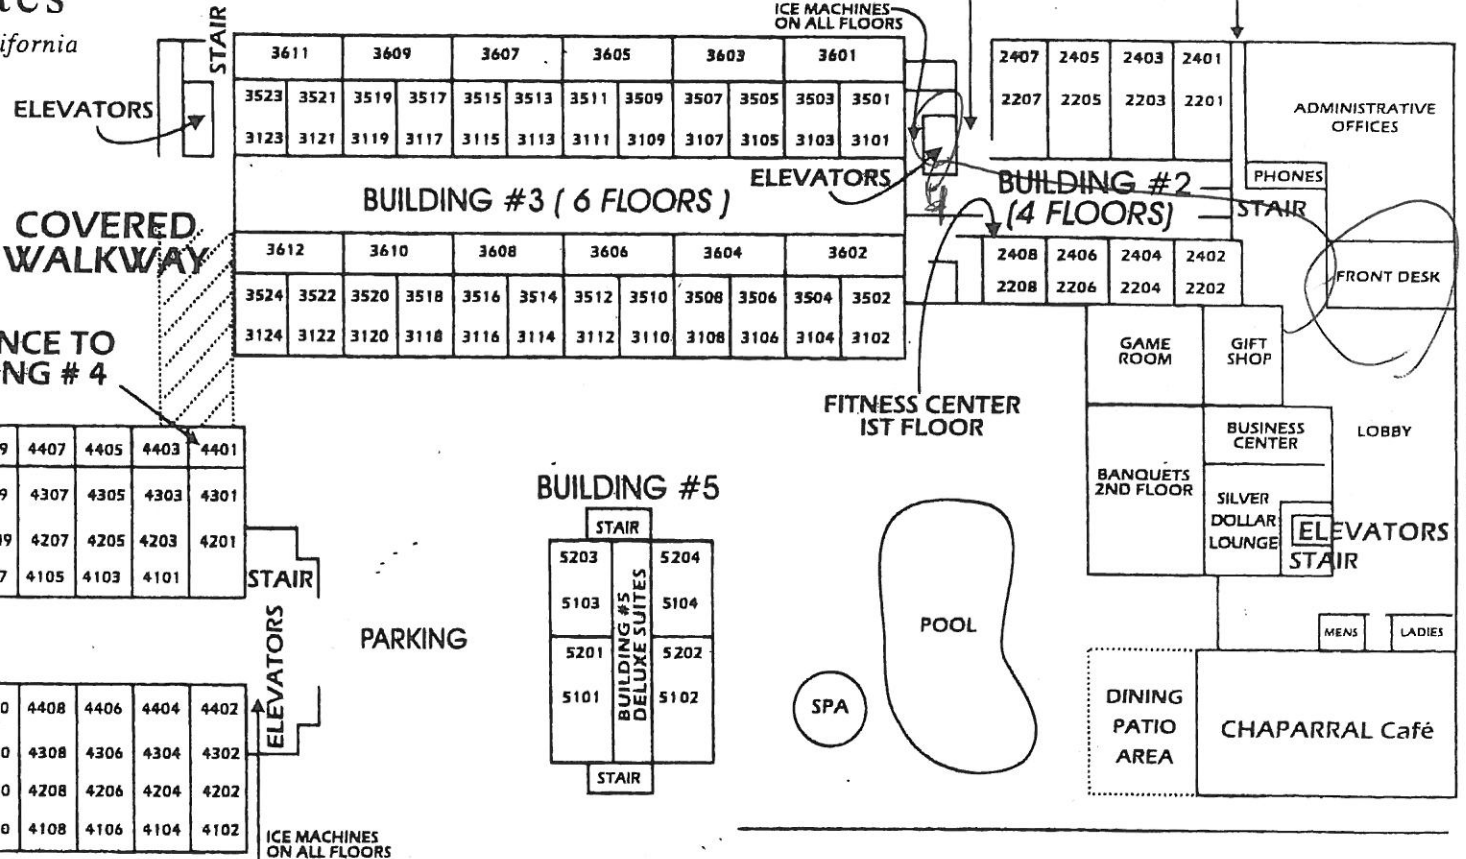 ifornia
STAIR
ELEVATORS
ICE MACHINES
ON ALL FLOORS
3611 3609 3607 3605 3603 3601
3523 3521 3519 3517 3515 3513 3511 3509 3507 3505 3503 3501
3123 3121 3119 3117 3115 3113 3111 3109 3107 3105 3103 3101
BUILDING #3 ( 6 FLOORS )
ELEVATORS
3612 3610 3608 3606 3604 3602
3524 3522 3520 3518 3516 3514 3512 3510 3508 3506 3504 3502
3124 3122 3120 3118 3116 3114 3112 3110 3108 3106 3104 3102
2407 2405 2403 2401
2207 2205 2203 2201
BUILDING #2
(4 FLOORS)
2408 2406 2404 2402
2208 2206 2204 2202
ADMINISTRATIVE
OFFICES
PHONES
STAIR
FRONT DESK
COVERED
WALKWAY
NCE TO
NG # 4
9 4407 4405 4403 4401
9 4307 4305 4303 4301
09 4207 4205 4203 4201
7 4105 4103 4101
STAIR
ELEVATORS
0 4408 4406 4404 4402
0 4308 4306 4304 4302
0 4208 4206 4204 4202
0 4108 4106 4104 4102
ICE MACHINES
ON ALL FLOORS
PARKING
BUILDING #5
STAIR
5203 5204
5103 5104
5201 5202
5101 5102
BUILDING #5
DELUXE SUITES
STAIR
FITNESS CENTER
IST FLOOR
GAME
ROOM
GIFT
SHOP
BUSINESS
CENTER
LOBBY
BANQUETS
2ND FLOOR
SILVER
DOLLAR
LOUNGE
ELEVATORS
STAIR
POOL
SPA
MENS
LADIES
DINING
PATIO
AREA
CHAPARRAL Café